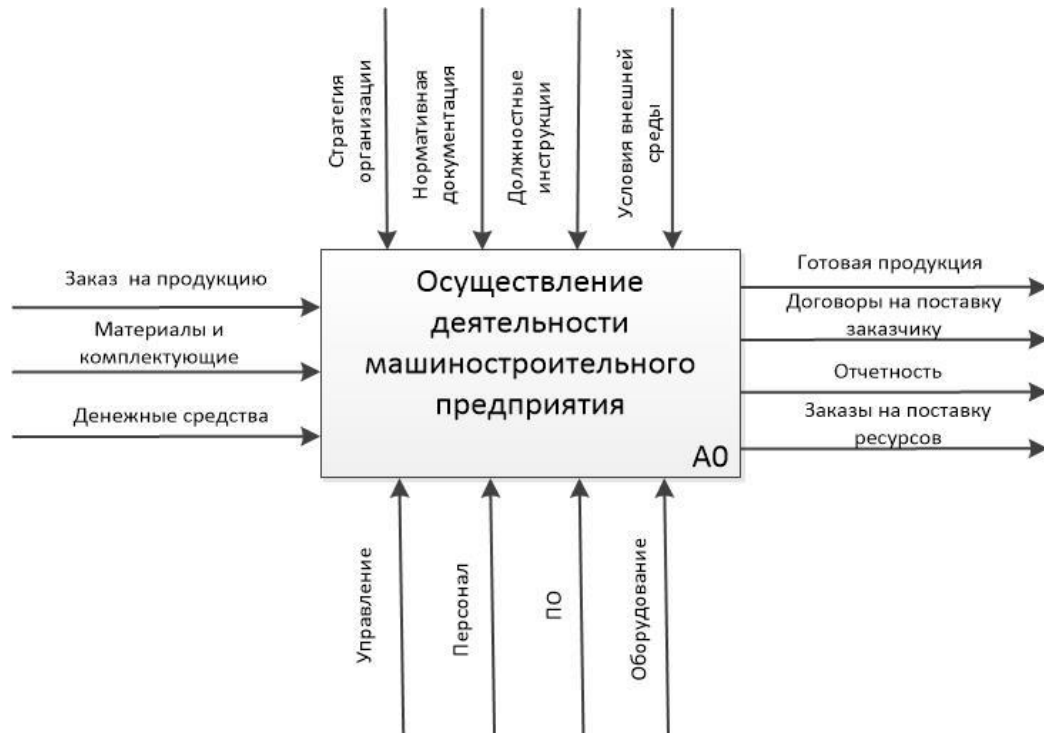 Стратегия
организации
Нормативная
документация
Должностные
инструкции
Условия внешней
среды
Заказ на продукцию
Материалы и
комплектующие
Денежные средства
Осуществление
деятельности
машиностроительного
предприятия
А0
Готовая продукция
Договоры на поставку
заказчику
Отчетность
Заказы на поставку
ресурсов
Управление
Персонал
ПО
Оборудование